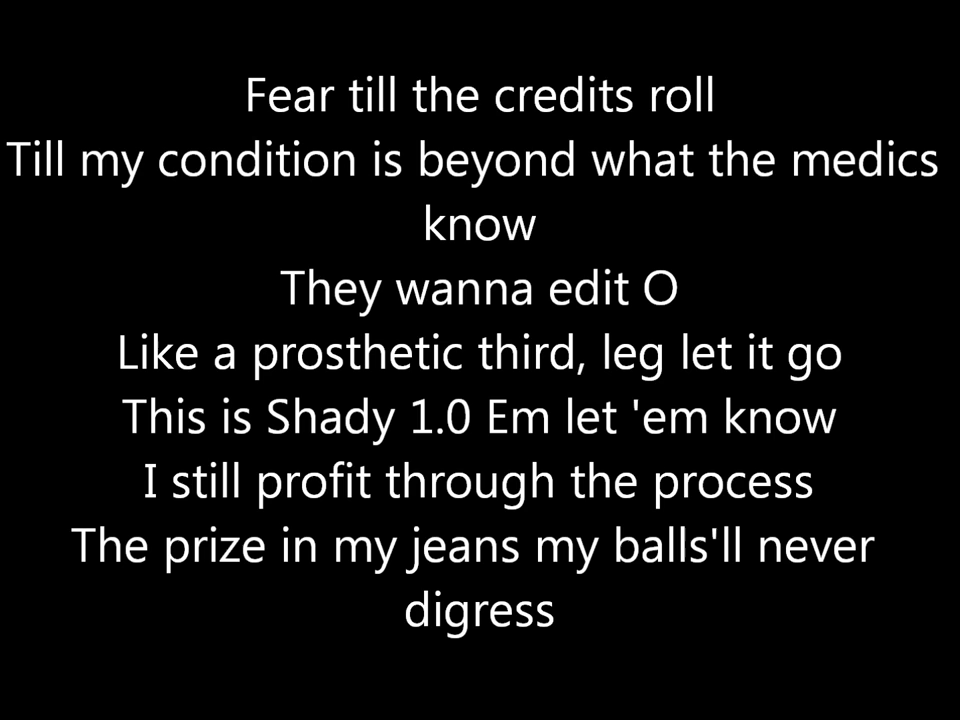 Fear till the credits roll
Till my condition is beyond what the medics
know
They wanna edit O
Like a prosthetic third, leg let it go
This is Shady 1.0 Em let 'em know
I still profit through the process
The prize in my jeans my balls'll never
digress